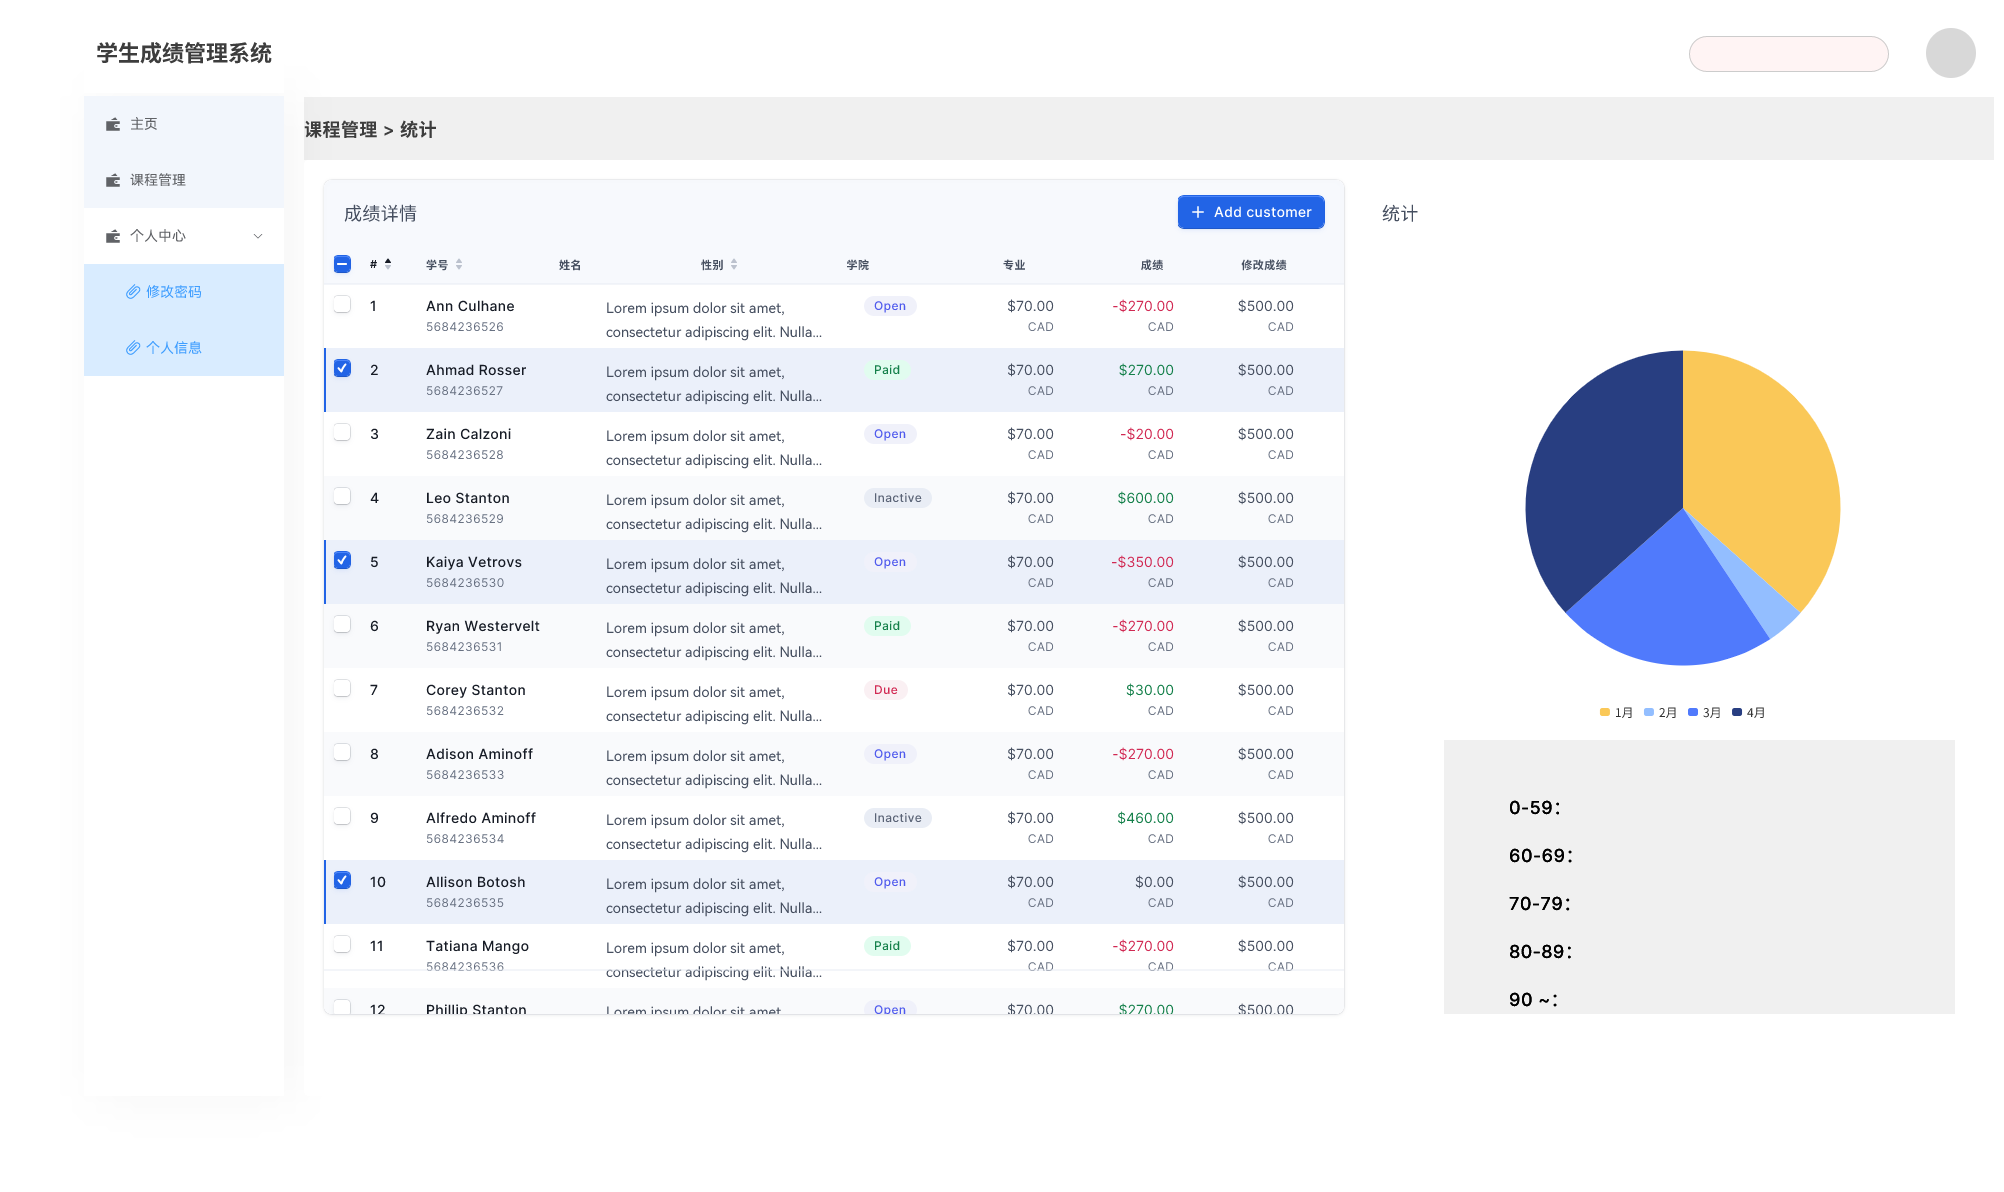 学生成绩管理系统
主页
课程管理
个人中心
修改密码
个人信息
课程管理 > 统计
成绩详情
+ Add customer
# 学号 姓名 性别 学院 专业 成绩 修改成绩
1 Ann Culhane Lorem ipsum dolor sit amet, Open $70.00 -$270.00 $500.00
5684236526 consectetur adipiscing elit. Nulla... CAD CAD CAD
2 Ahmad Rosser Lorem ipsum dolor sit amet, Paid $70.00 $270.00 $500.00
5684236527 consectetur adipiscing elit. Nulla... CAD CAD CAD
3 Zain Calzoni Lorem ipsum dolor sit amet, Open $70.00 -$20.00 $500.00
5684236528 consectetur adipiscing elit. Nulla... CAD CAD CAD
4 Leo Stanton Lorem ipsum dolor sit amet, Inactive $70.00 $600.00 $500.00
5684236529 consectetur adipiscing elit. Nulla... CAD CAD CAD
5 Kaiya Vetrovs Lorem ipsum dolor sit amet, Open $70.00 -$350.00 $500.00
5684236530 consectetur adipiscing elit. Nulla... CAD CAD CAD
6 Ryan Westervelt Lorem ipsum dolor sit amet, Paid $70.00 -$270.00 $500.00
5684236531 consectetur adipiscing elit. Nulla... CAD CAD CAD
7 Corey Stanton Lorem ipsum dolor sit amet, Due $70.00 $30.00 $500.00
5684236532 consectetur adipiscing elit. Nulla... CAD CAD CAD
8 Adison Aminoff Lorem ipsum dolor sit amet, Open $70.00 -$270.00 $500.00
5684236533 consectetur adipiscing elit. Nulla... CAD CAD CAD
9 Alfredo Aminoff Lorem ipsum dolor sit amet, Inactive $70.00 $460.00 $500.00
5684236534 consectetur adipiscing elit. Nulla... CAD CAD CAD
10 Allison Botosh Lorem ipsum dolor sit amet, Open $70.00 $0.00 $500.00
5684236535 consectetur adipiscing elit. Nulla... CAD CAD CAD
11 Tatiana Mango Lorem ipsum dolor sit amet, Paid $70.00 -$270.00 $500.00
5684236536 consectetur adipiscing elit. Nulla... CAD CAD CAD
12 Phillip Stanton Lorem ipsum dolor sit amet Open $70.00 $270.00 $500.00
统计
1月 2月 3月 4月
0-59：
60-69：
70-79：
80-89：
90 ~：